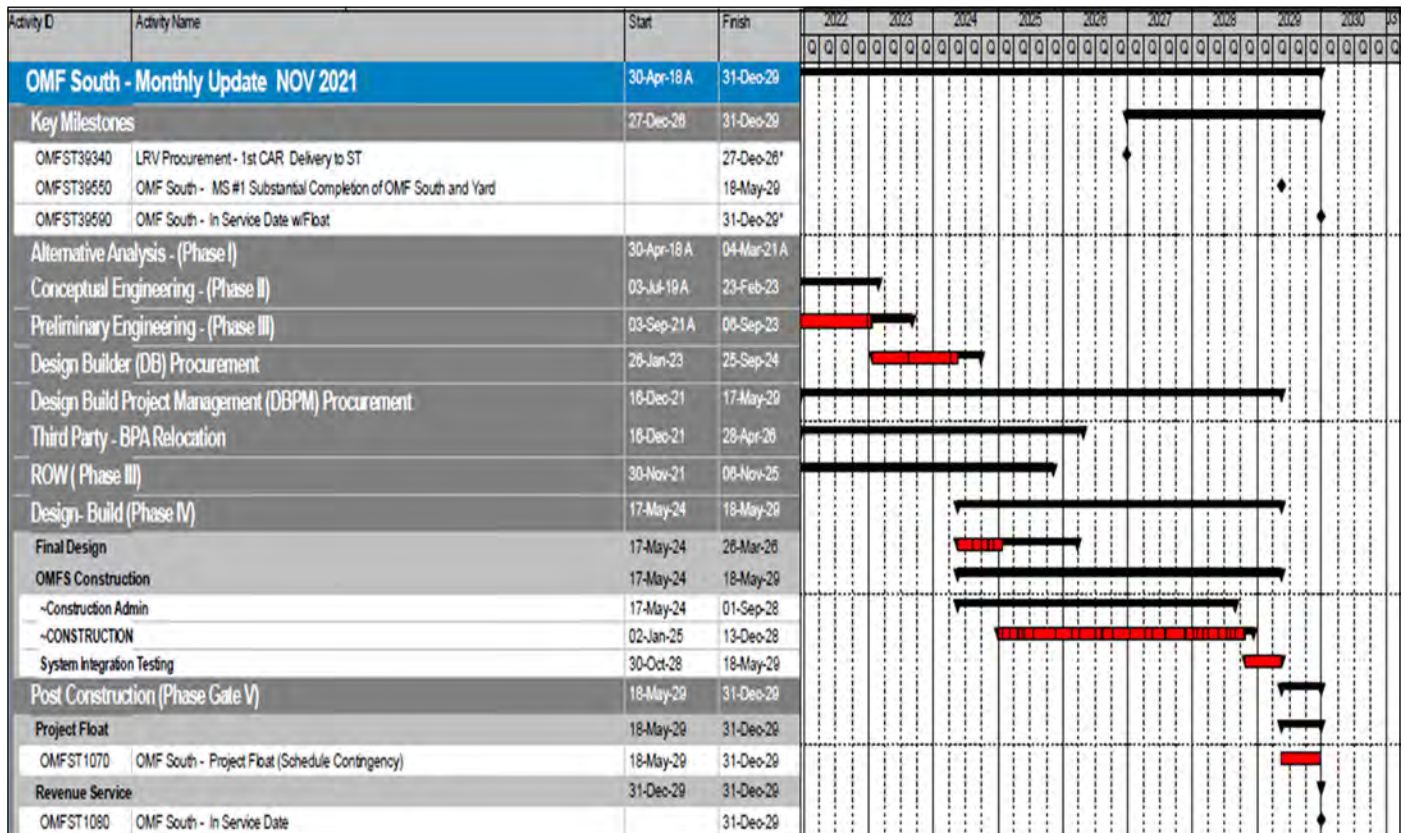 Activity ID Activity Name Start Finish 2022 2023 2024 2025 2026 2027 2028 2029 2030
Q Q Q Q Q Q Q Q Q Q Q Q Q Q Q Q Q Q Q Q Q Q Q Q Q Q Q Q Q Q Q Q Q Q Q Q Q
OMF South - Monthly Update NOV 2021 30-Apr-18 A 31-Dec-29
Key Milestones 27-Dec-26 31-Dec-29
OMFST39340 LRV Procurement - 1st CAR Delivery to ST 27-Dec-26*
OMFST39550 OMF South - MS #1 Substantial Completion of OMF South and Yard 18-May-29
OMFST39590 OMF South - In Service Date w/Float 31-Dec-29*
Alternative Analysis - (Phase I) 30-Apr-18 A 04-Mar-21 A
Conceptual Engineering - (Phase II) 03-Jul-19 A 23-Feb-23
Preliminary Engineering - (Phase III) 03-Sep-21 A 06-Sep-23
Design Builder (DB) Procurement 26-Jan-23 25-Sep-24
Design Build Project Management (DBPM) Procurement 16-Dec-21 17-May-29
Third Party - BPA Relocation 16-Dec-21 28-Apr-26
ROW ( Phase III) 30-Nov-21 06-Nov-25
Design- Build (Phase IV) 17-May-24 18-May-29
Final Design 17-May-24 26-Mar-26
OMFS Construction 17-May-24 18-May-29
~Construction Admin 17-May-24 01-Sep-28
~CONSTRUCTION 02-Jan-25 13-Dec-28
System Integration Testing 30-Oct-28 18-May-29
Post Construction (Phase Gate V) 18-May-29 31-Dec-29
Project Float 18-May-29 31-Dec-29
OMFST1070 OMF South - Project Float (Schedule Contingency) 18-May-29 31-Dec-29
Revenue Service 31-Dec-29 31-Dec-29
OMFST1080 OMF South - In Service Date 31-Dec-29